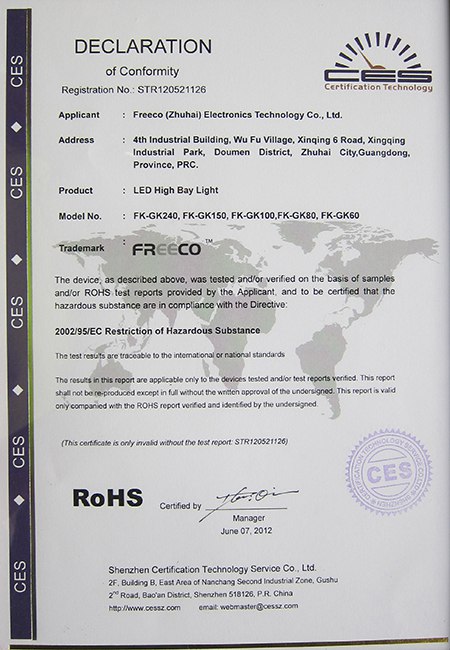 DECLARATION
of Conformity
Registration No.: STR120521126
CES
Certification Technology
Applicant : Freeco (Zhuhai) Electronics Technology Co., Ltd.
Address : 4th Industrial Building, Wu Fu Village, Xinqing 6 Road, Xingqing
Industrial Park, Doumen District, Zhuhai City,Guangdong,
Province, PRC.
Product : LED High Bay Light
Model No. : FK-GK240, FK-GK150, FK-GK100,FK-GK80, FK-GK60
Trademark : FREECO™
The device, as described above, was tested and/or verified on the basis of samples
and/or ROHS test reports provided by the Applicant, and to be certified that the
hazardous substance are in compliance with the Directive:
2002/95/EC Restriction of Hazardous Substance
The test results are traceable to the international or national standards
The results in this report are applicable only to the devices tested and/or test reports verified. This report
shall not be re-produced except in full without the written approval of the undersigned. This report is valid
only companied with the ROHS report verified and identified by the undersigned.
(This certificate is only invalid without the test report: STR120521126)
RoHS
Certified by
Manager
June 07, 2012
CES
Shenzhen Certification Technology Service Co., Ltd.
2F, Building B, East Area of Nanchang Second Industrial Zone, Gushu
2nd Road, Bao'an District, Shenzhen 518126, P.R. China
http://www.cessz.com email: webmaster@cessz.com
CES
CES
CES
CES
CES